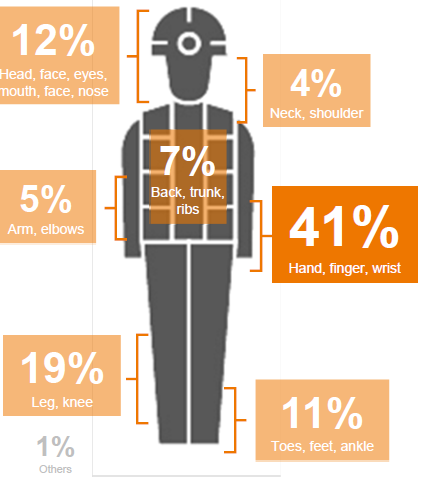 12%
Head, face, eyes,
mouth, face, nose
4%
Neck, shoulder
7%
Back, trunk,
ribs
5%
Arm, elbows
41%
Hand, finger, wrist
19%
Leg, knee
11%
Toes, feet, ankle
1%
Others